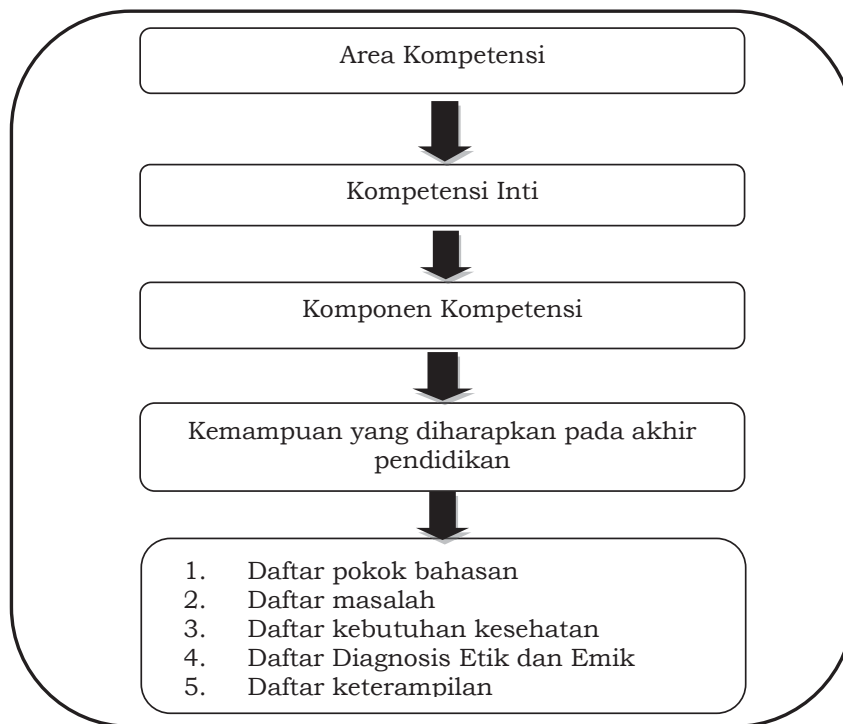 Area Kompetensi
Kompetensi Inti
Komponen Kompetensi
Kemampuan yang diharapkan pada akhir
pendidikan
1. Daftar pokok bahasan
2. Daftar masalah
3. Daftar kebutuhan kesehatan
4. Daftar Diagnosis Etik dan Emik
5. Daftar keterampilan